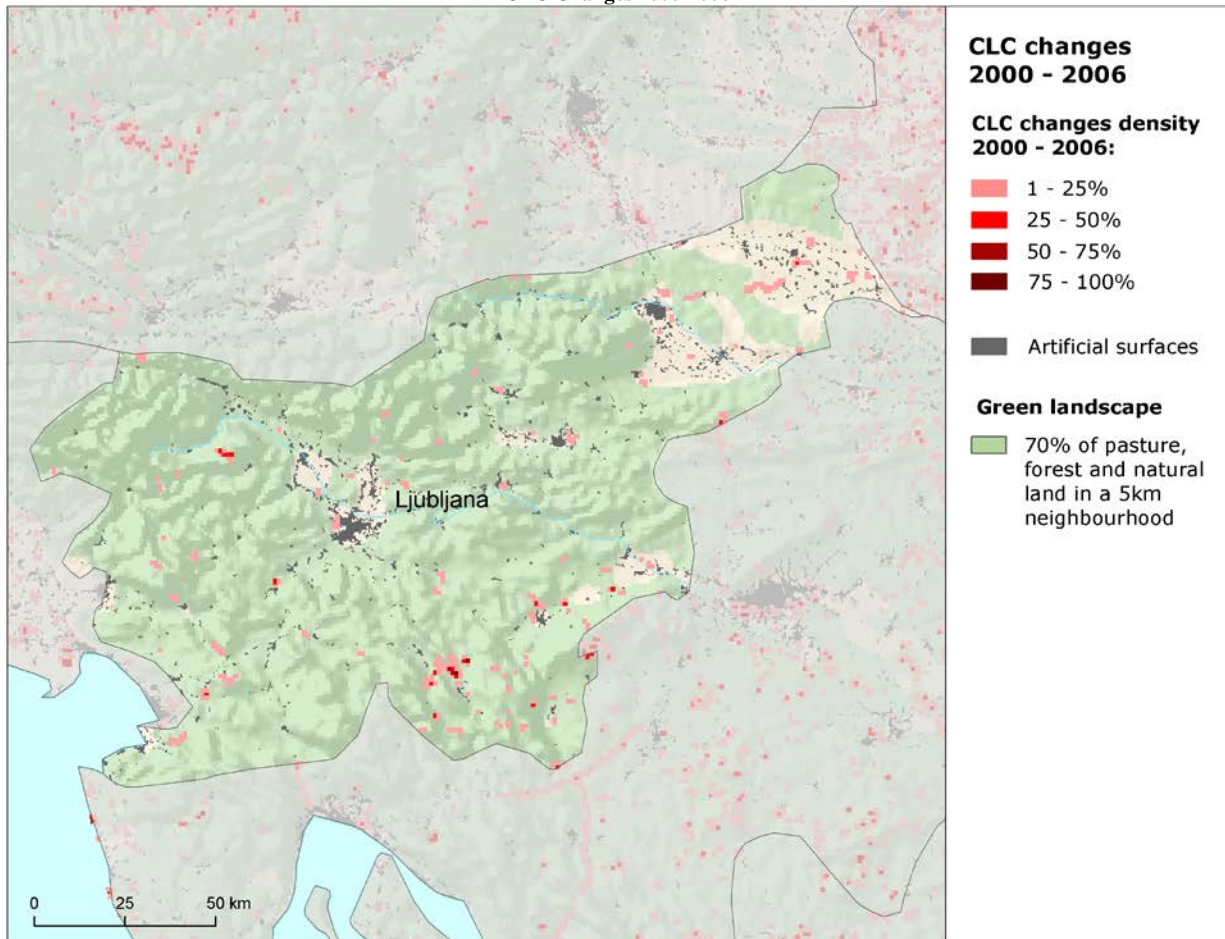 CLC changes
2000 - 2006
CLC changes density
2000 - 2006:
1 - 25%
25 - 50%
50 - 75%
75 - 100%
Artificial surfaces
Green landscape
70% of pasture,
forest and natural
land in a 5km
neighbourhood
Ljubljana
0 25 50 km